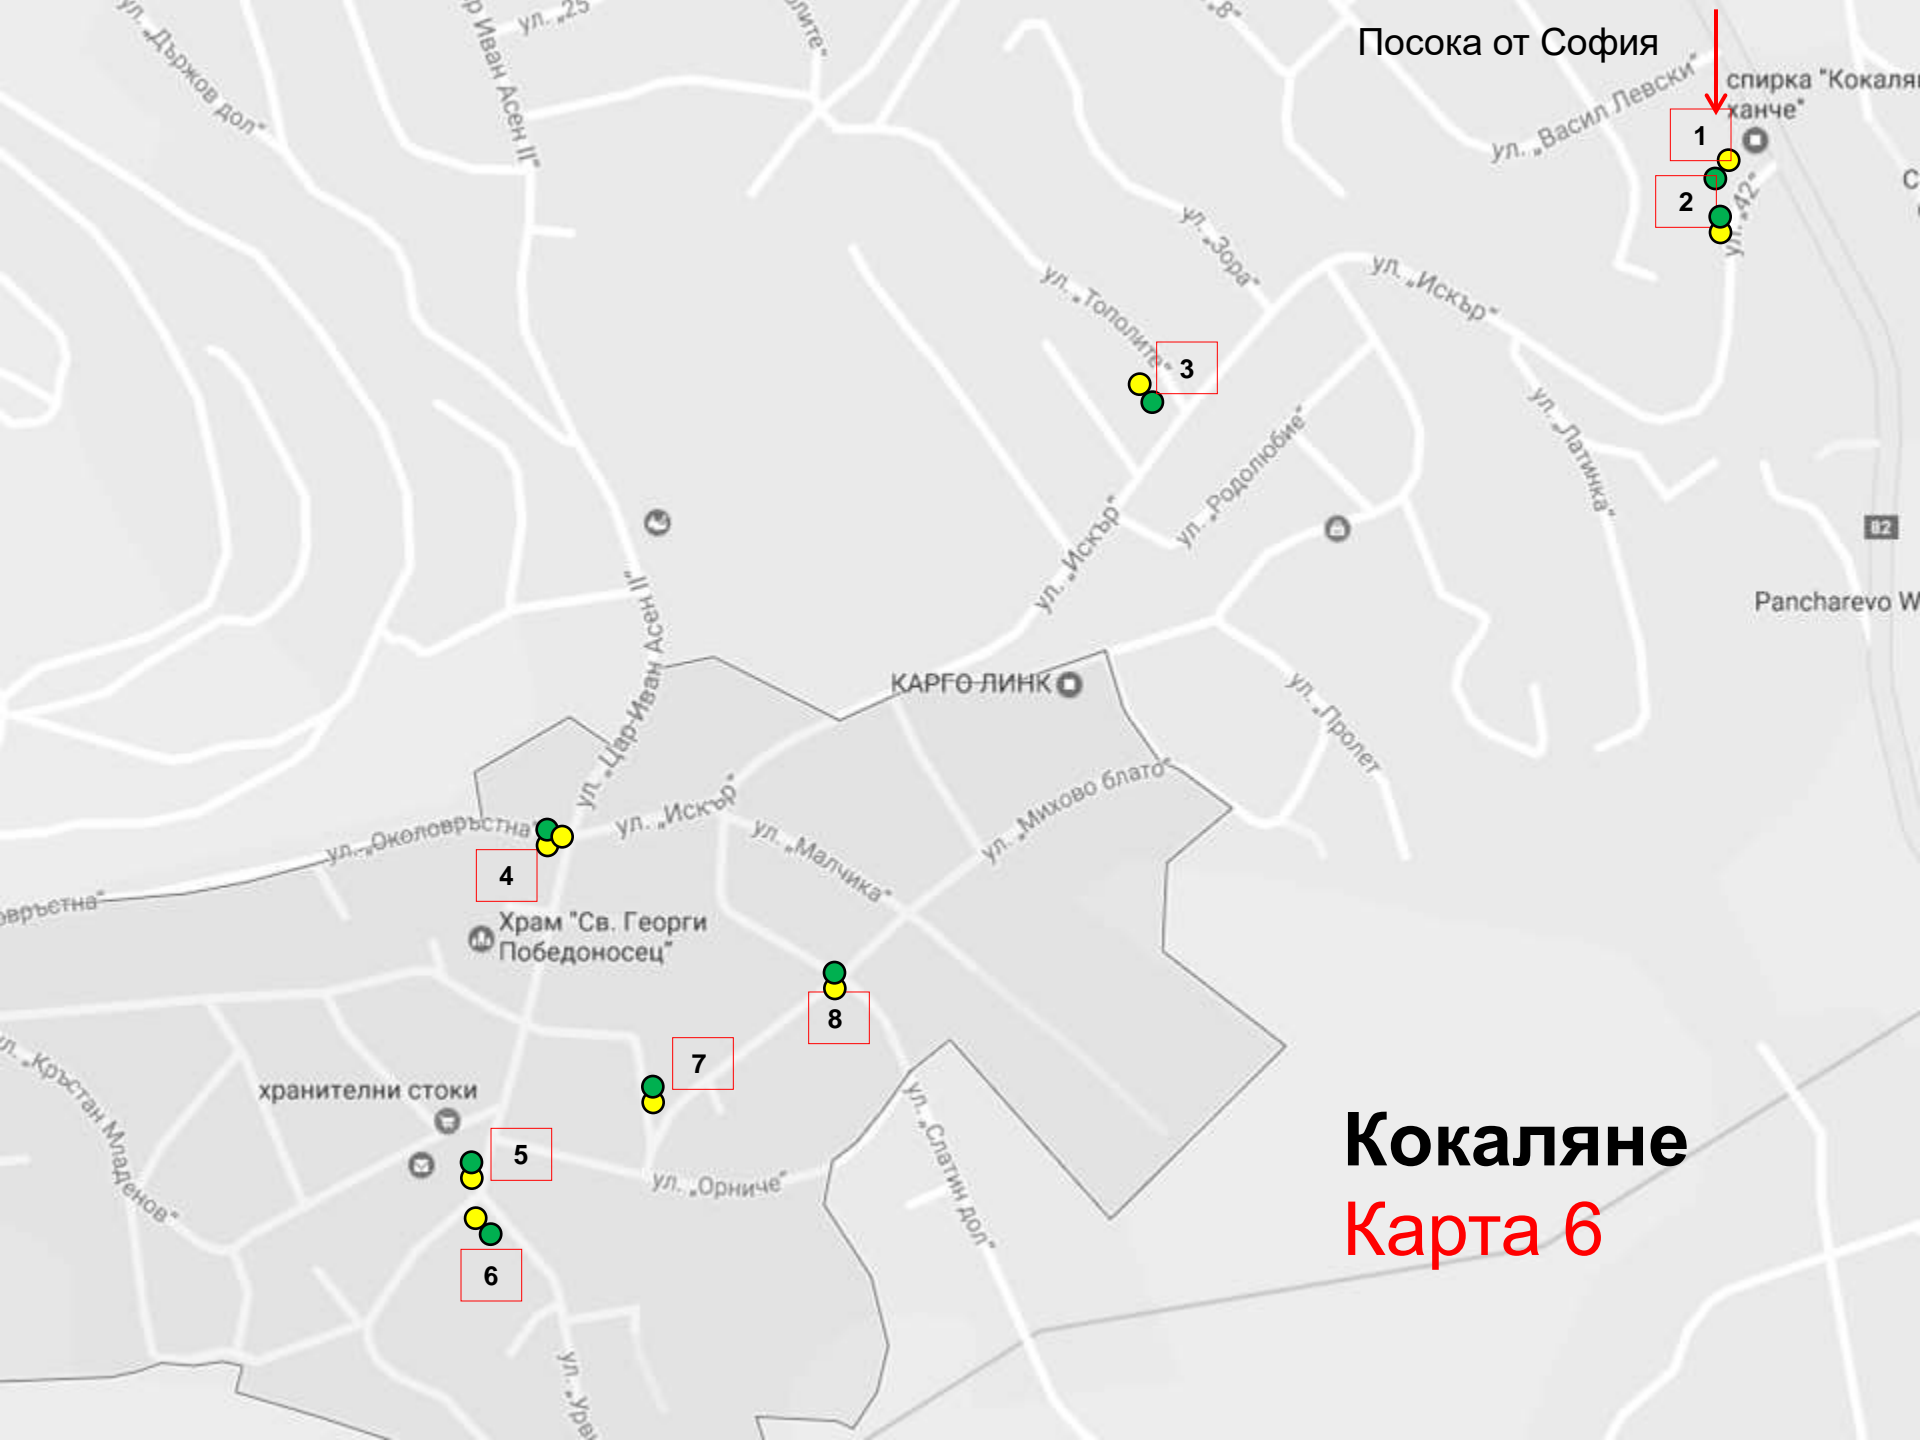 ул. „Държов дол“
ул. „25
Посока от София
спирка "Кокаля
ханче"
1
2
ул. „Васил Левски“
ул. „42“
ул. „Зора“
ул. „Искър“
ул. „Тополите“
3
ул. „Латинка“
ул. „Родолюбие“
ул. „Искър“
82
Pancharevo W
КАРГО ЛИНК
ул. „Пролет
ул. „Цар Иван Асен II“
ул. „Михово блато“
ул. „Искър“
ул. „Околовръстна“
ул. „Малчика“
4
Храм "Св. Георги
Победоносец"
8
7
ул. „Кръстан Младенов“
хранителни стоки
5
ул. „Орниче“
ул. „Слатин дол“
6
Кокаляне
Карта 6